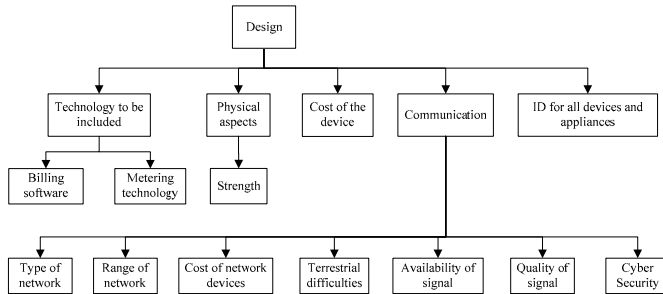 Design
Technology to be
included
Physical
aspects
Cost of the
device
Communication
ID for all devices and
appliances
Billing
software
Metering
technology
Strength
Type of
network
Range of
network
Cost of network
devices
Terrestrial
difficulties
Availability of
signal
Quality of
signal
Cyber
Security